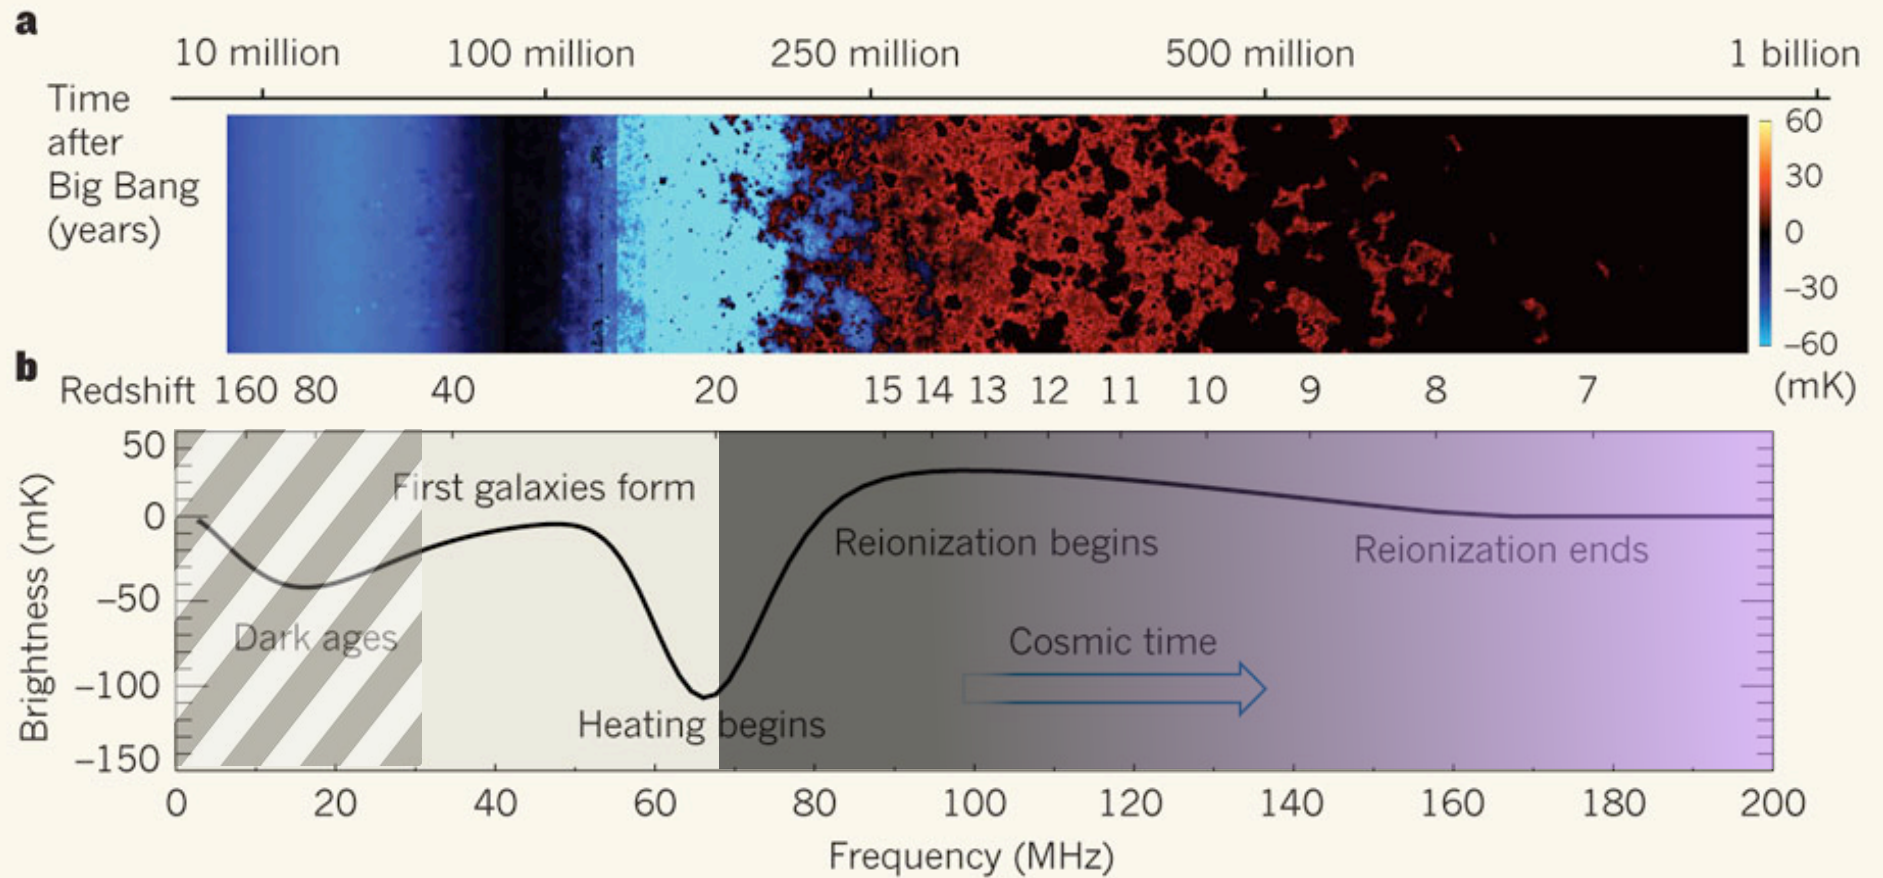 a
10 million 100 million 250 million 500 million 1 billion
Time
after
Big Bang
(years)
60
30
0
−30
−60
(mK)
b
Redshift 160 80 40 20 15 14 13 12 11 10 9 8 7
Brightness (mK)
50
0
−50
−100
−150
First galaxies form
Dark ages
Heating begins
Reionization begins
Reionization ends
Cosmic time
0 20 40 60 80 100 120 140 160 180 200
Frequency (MHz)